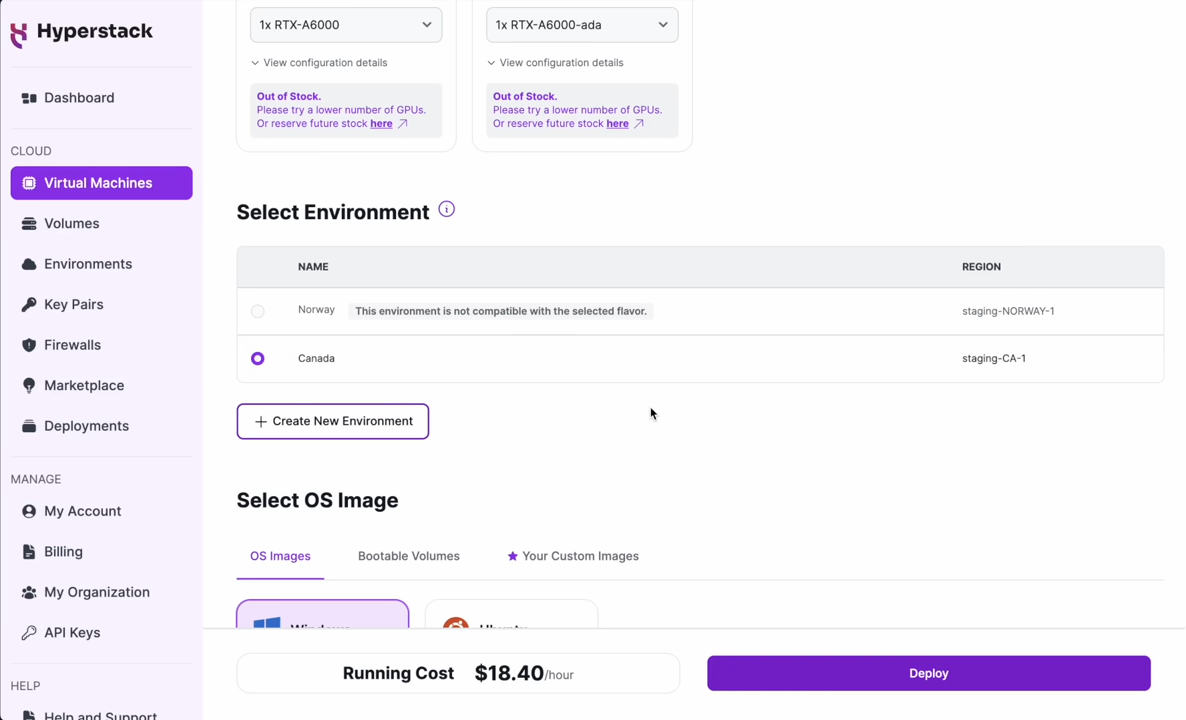 Hyperstack
Dashboard
CLOUD
Virtual Machines
Volumes
Environments
Key Pairs
Firewalls
Marketplace
Deployments
MANAGE
My Account
Billing
My Organization
API Keys
HELP
Help and Support
1x RTX-A6000
View configuration details
Out of Stock.
Please try a lower number of GPUs.
Or reserve future stock here
1x RTX-A6000-ada
View configuration details
Out of Stock.
Please try a lower number of GPUs.
Or reserve future stock here
Select Environment
NAME REGION
Norway This environment is not compatible with the selected flavor. staging-NORWAY-1
Canada staging-CA-1
Create New Environment
Select OS Image
OS Images Bootable Volumes Your Custom Images
Windows Ubuntu
Running Cost $18.40/hour
Deploy